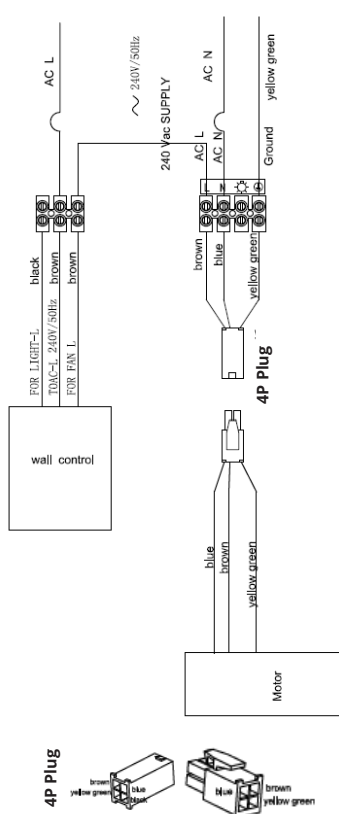 AC L
～ 240V/50Hz
240 Vac SUPPLY
AC L
AC N
AC N
Ground
yellow green
L N
black
brown
brown
FOR LIGHT-L
TOAC-L 240V/50Hz
FOR FAN L
wall control
brown
blue
yellow green
4P Plug
blue
brown
yellow green
Motor
4P Plug
brown
yellow green
blue
black
blue
brown
yellow green